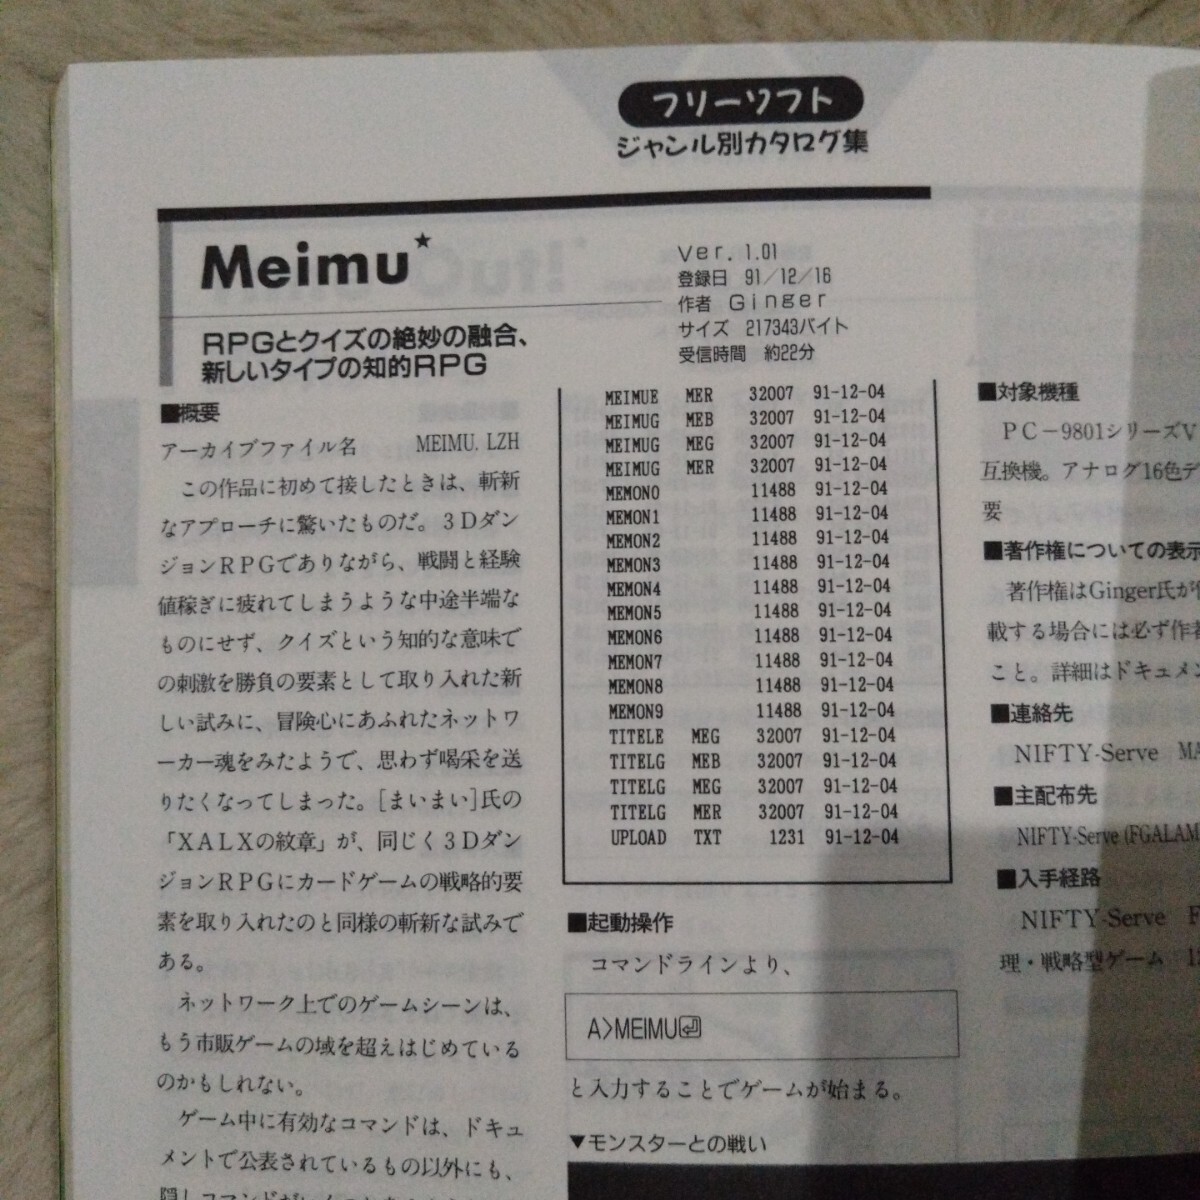 フリーソフト
ジャンル別カタログ集
Meimu★
Ver. 1.01
登録日 91/12/16
作者 Ginger
サイズ 217343バイト
受信時間 約22分
RPGとクイズの絶妙の融合、
新しいタイプの知的RPG
■概要
アーカイブファイル名 MEIMU.LZH
この作品に初めて接したときは、斬新
なアプローチに驚いたものだ。3Dダン
ジョンRPGでありながら、戦闘と経験
値稼ぎに疲れてしまうような中途半端な
ものにせず、クイズという知的な意味で
の刺激を勝負の要素として取り入れた新
しい試みに、冒険心にあふれたネットワ
ーカー魂をみたようで、思わず喝采を送
りたくなってしまった。[まいまい]氏の
「XALXの紋章」が、同じく3Dダン
ジョンRPGにカードゲームの戦略的要
素を取り入れたのと同様の斬新な試みで
ある。
ネットワーク上でのゲームシーンは、
もう市販ゲームの域を超えはじめている
のかもしれない。
ゲーム中に有効なコマンドは、ドキュ
メントで公表されているもの以外にも、
MEIMUE MER 32007 91-12-04
MEIMUG MEB 32007 91-12-04
MEIMUG MEG 32007 91-12-04
MEIMUG MER 32007 91-12-04
MEMON0 11488 91-12-04
MEMON1 11488 91-12-04
MEMON2 11488 91-12-04
MEMON3 11488 91-12-04
MEMON4 11488 91-12-04
MEMON5 11488 91-12-04
MEMON6 11488 91-12-04
MEMON7 11488 91-12-04
MEMON8 11488 91-12-04
MEMON9 11488 91-12-04
TITELE MEG 32007 91-12-04
TITELG MEB 32007 91-12-04
TITELG MEG 32007 91-12-04
TITELG MER 32007 91-12-04
UPLOAD TXT 1231 91-12-04
■起動操作
コマンドラインより、
A>MEIMU⏎
と入力することでゲームが始まる。
▼モンスターとの戦い
■対象機種
PC-9801シリーズV
互換機。アナログ16色デ
要
■著作権についての表示
著作権はGinger氏が
載する場合には必ず作者
こと。詳細はドキュメン
■連絡先
NIFTY-Serve MA
■主配布先
NIFTY-Serve (FGALAM
■入手経路
NIFTY-Serve F
理・戦略型ゲーム